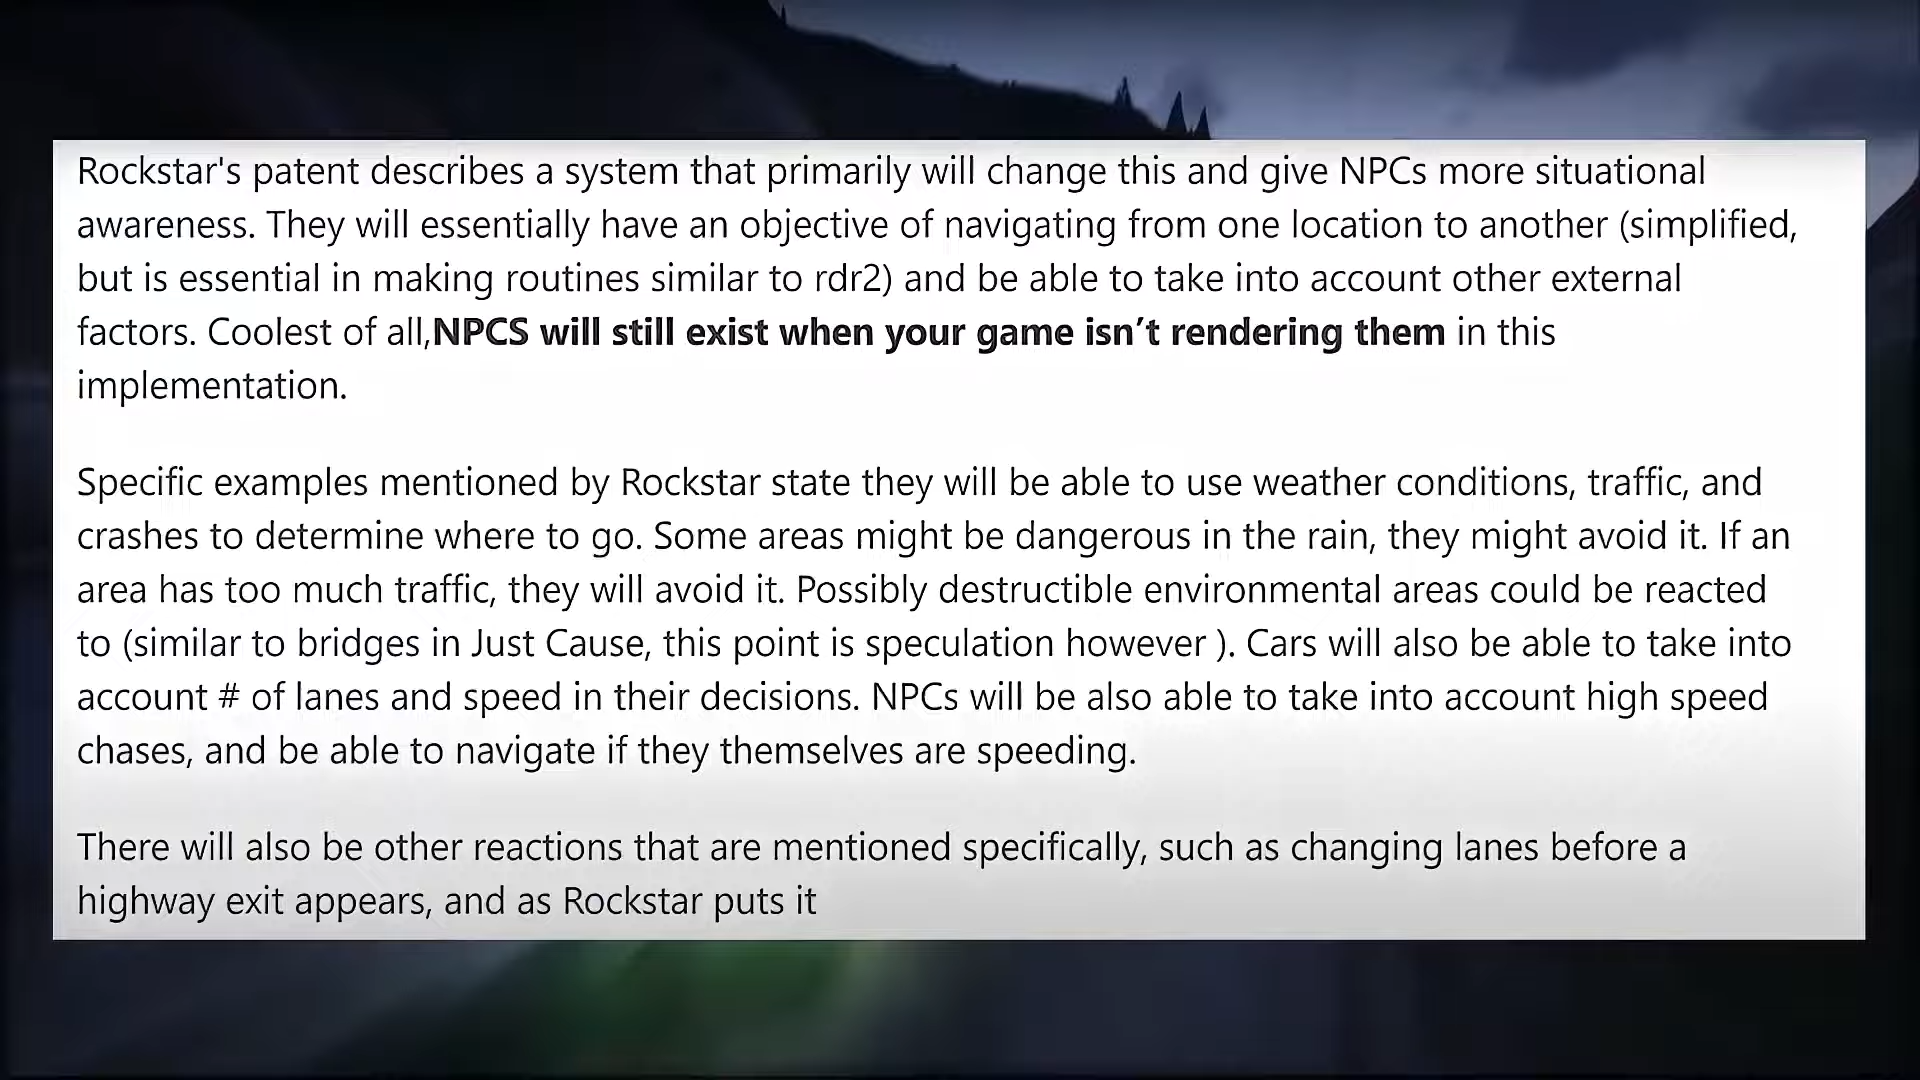 Rockstar's patent describes a system that primarily will change this and give NPCs more situational
awareness. They will essentially have an objective of navigating from one location to another (simplified,
but is essential in making routines similar to rdr2) and be able to take into account other external
factors. Coolest of all,NPCS will still exist when your game isn’t rendering them in this
implementation.
Specific examples mentioned by Rockstar state they will be able to use weather conditions, traffic, and
crashes to determine where to go. Some areas might be dangerous in the rain, they might avoid it. If an
area has too much traffic, they will avoid it. Possibly destructible environmental areas could be reacted
to (similar to bridges in Just Cause, this point is speculation however ). Cars will also be able to take into
account # of lanes and speed in their decisions. NPCs will be also able to take into account high speed
chases, and be able to navigate if they themselves are speeding.
There will also be other reactions that are mentioned specifically, such as changing lanes before a
highway exit appears, and as Rockstar puts it